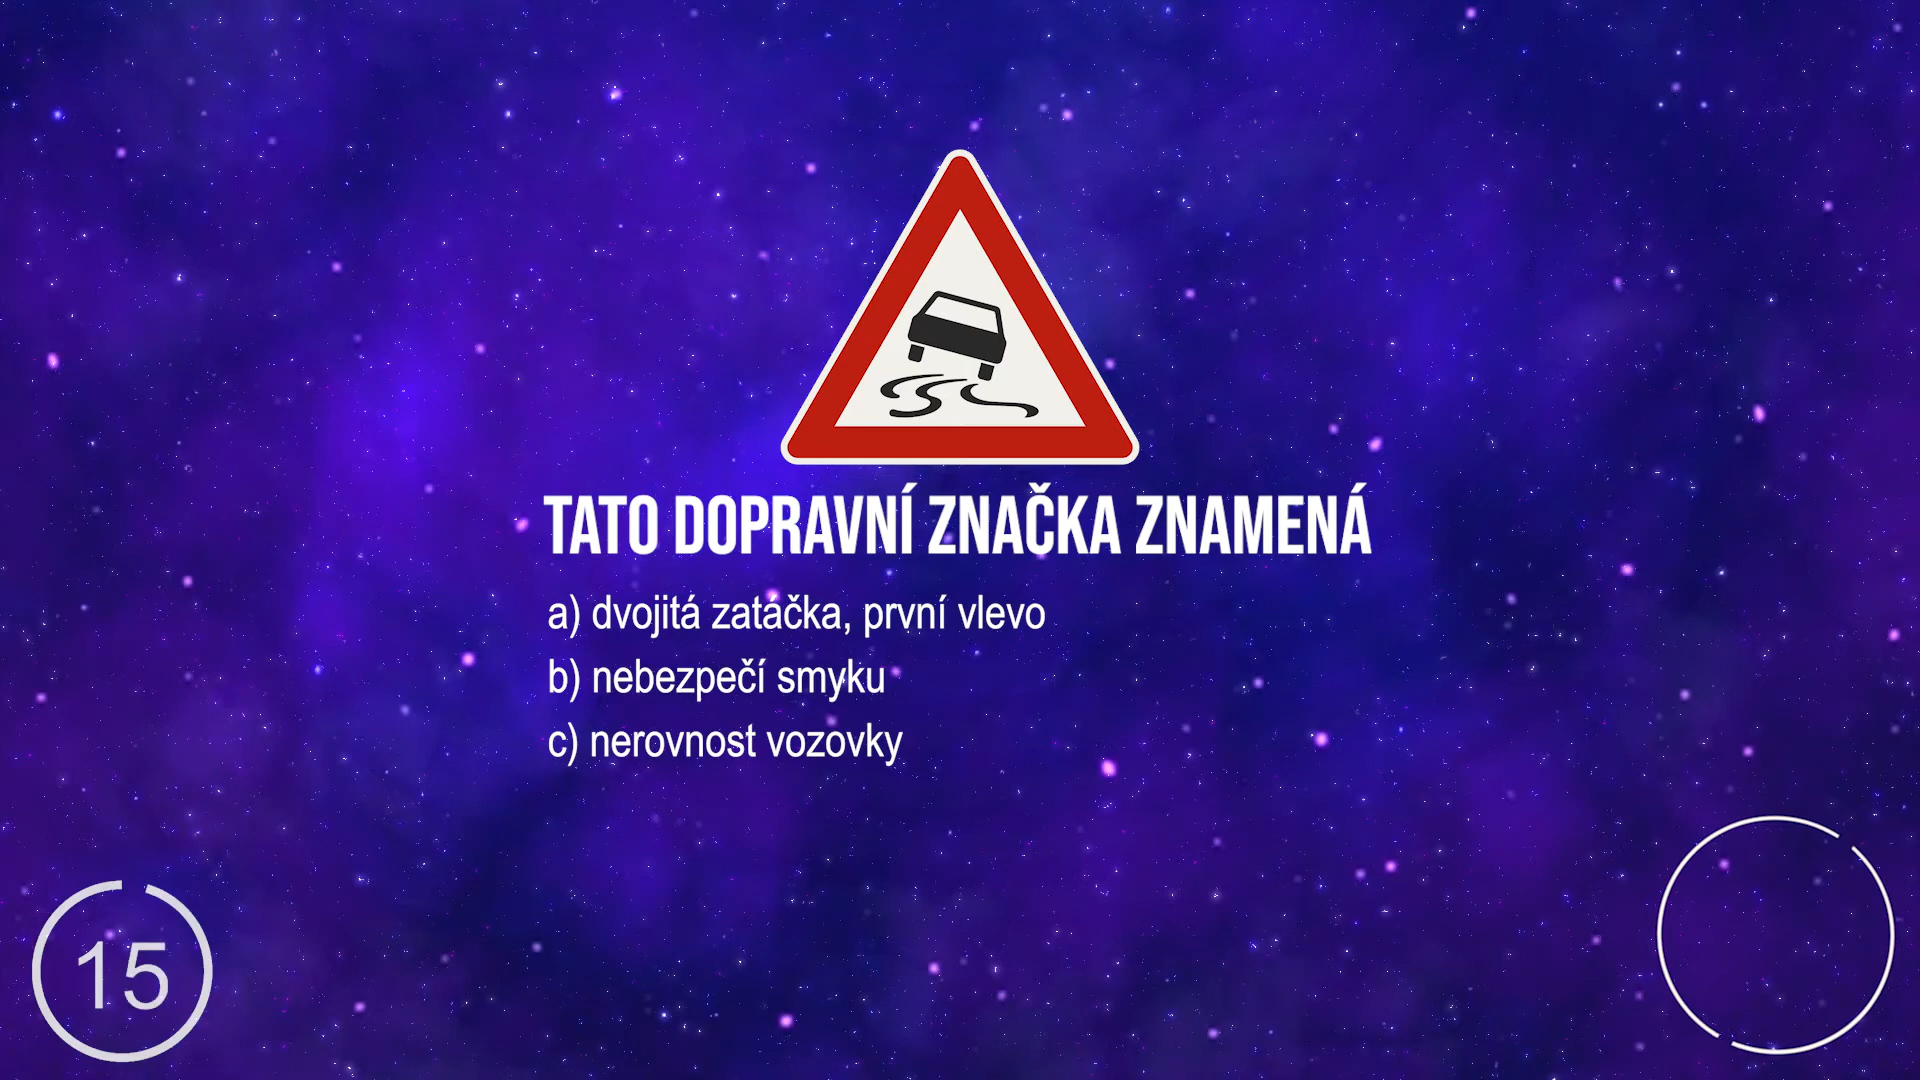 TATO DOPRAVNÍ ZNAČKA ZNAMENÁ
a) dvojitá zatáčka, první vlevo
b) nebezpečí smyku
c) nerovnost vozovky
15